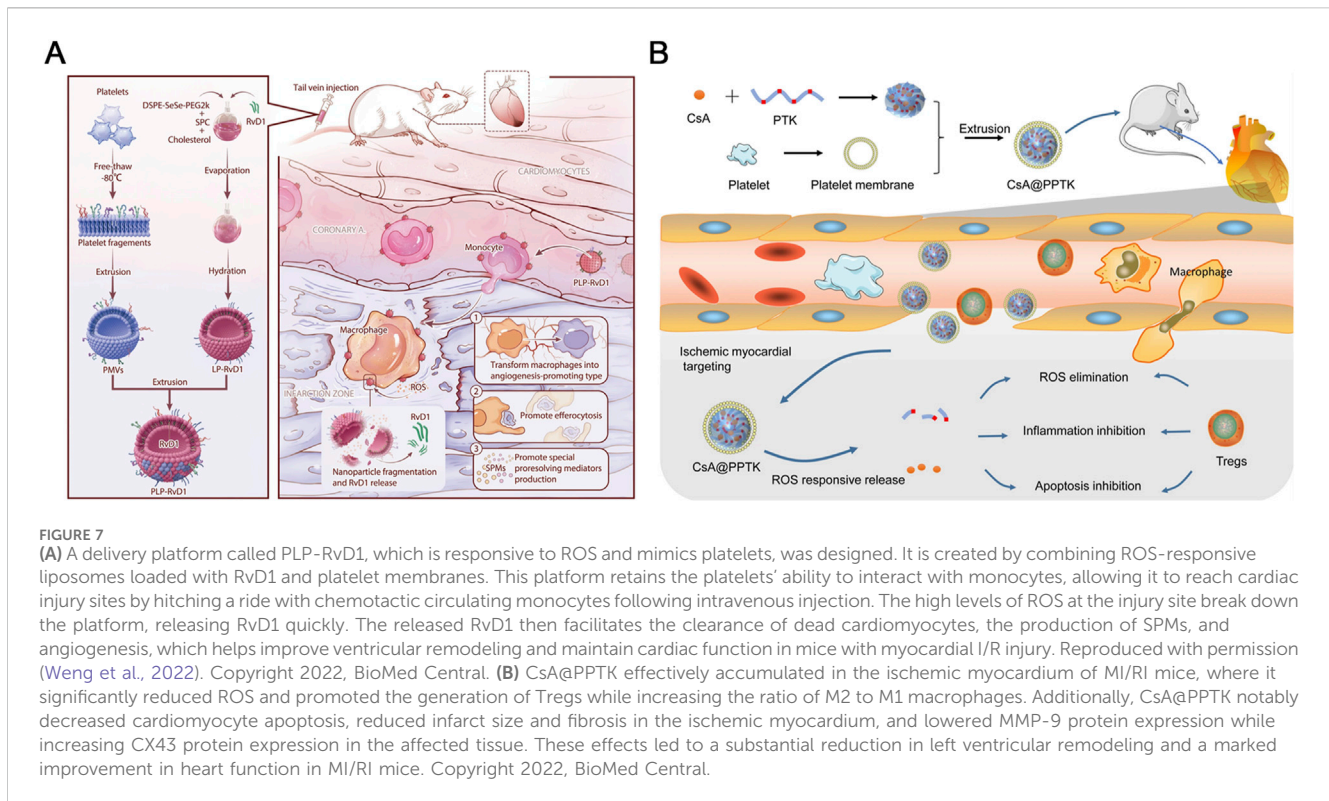 A
Platelets
DSPE-SeSe-PEG2k
+
SPC
+
Cholesterol
RvD1
Free-thaw
-80℃
Evaporation
Platelet fragements
Extrusion
Hydration
PMVs
LP-RvD1
Extrusion
RvD1
PLP-RvD1
Tail vein injection
CARDIOMYOCYTES
CORONARY A.
Monocyte
PLP-RvD1
Macrophage
ROS
INFARCTION ZONE
RvD1
Nanoparticle fragmentation
and RvD1 release
1
Transform macrophages into
angiogenesis-promoting type
2
Promote efferocytosis
3
SPMs
Promote special
proresolving mediators
production
B
CsA
+
PTK
Platelet
Platelet membrane
Extrusion
CsA@PPTK
Macrophage
Ischemic myocardial
targeting
CsA@PPTK
ROS responsive release
ROS elimination
Inflammation inhibition
Apoptosis inhibition
Tregs
FIGURE 7
(A) A delivery platform called PLP-RvD1, which is responsive to ROS and mimics platelets, was designed. It is created by combining ROS-responsive
liposomes loaded with RvD1 and platelet membranes. This platform retains the platelets' ability to interact with monocytes, allowing it to reach cardiac
injury sites by hitching a ride with chemotactic circulating monocytes following intravenous injection. The high levels of ROS at the injury site break down
the platform, releasing RvD1 quickly. The released RvD1 then facilitates the clearance of dead cardiomyocytes, the production of SPMs, and
angiogenesis, which helps improve ventricular remodeling and maintain cardiac function in mice with myocardial I/R injury. Reproduced with permission
(Weng et al., 2022). Copyright 2022, BioMed Central. (B) CsA@PPTK effectively accumulated in the ischemic myocardium of MI/RI mice, where it
significantly reduced ROS and promoted the generation of Tregs while increasing the ratio of M2 to M1 macrophages. Additionally, CsA@PPTK notably
decreased cardiomyocyte apoptosis, reduced infarct size and fibrosis in the ischemic myocardium, and lowered MMP-9 protein expression while
increasing CX43 protein expression in the affected tissue. These effects led to a substantial reduction in left ventricular remodeling and a marked
improvement in heart function in MI/RI mice. Copyright 2022, BioMed Central.